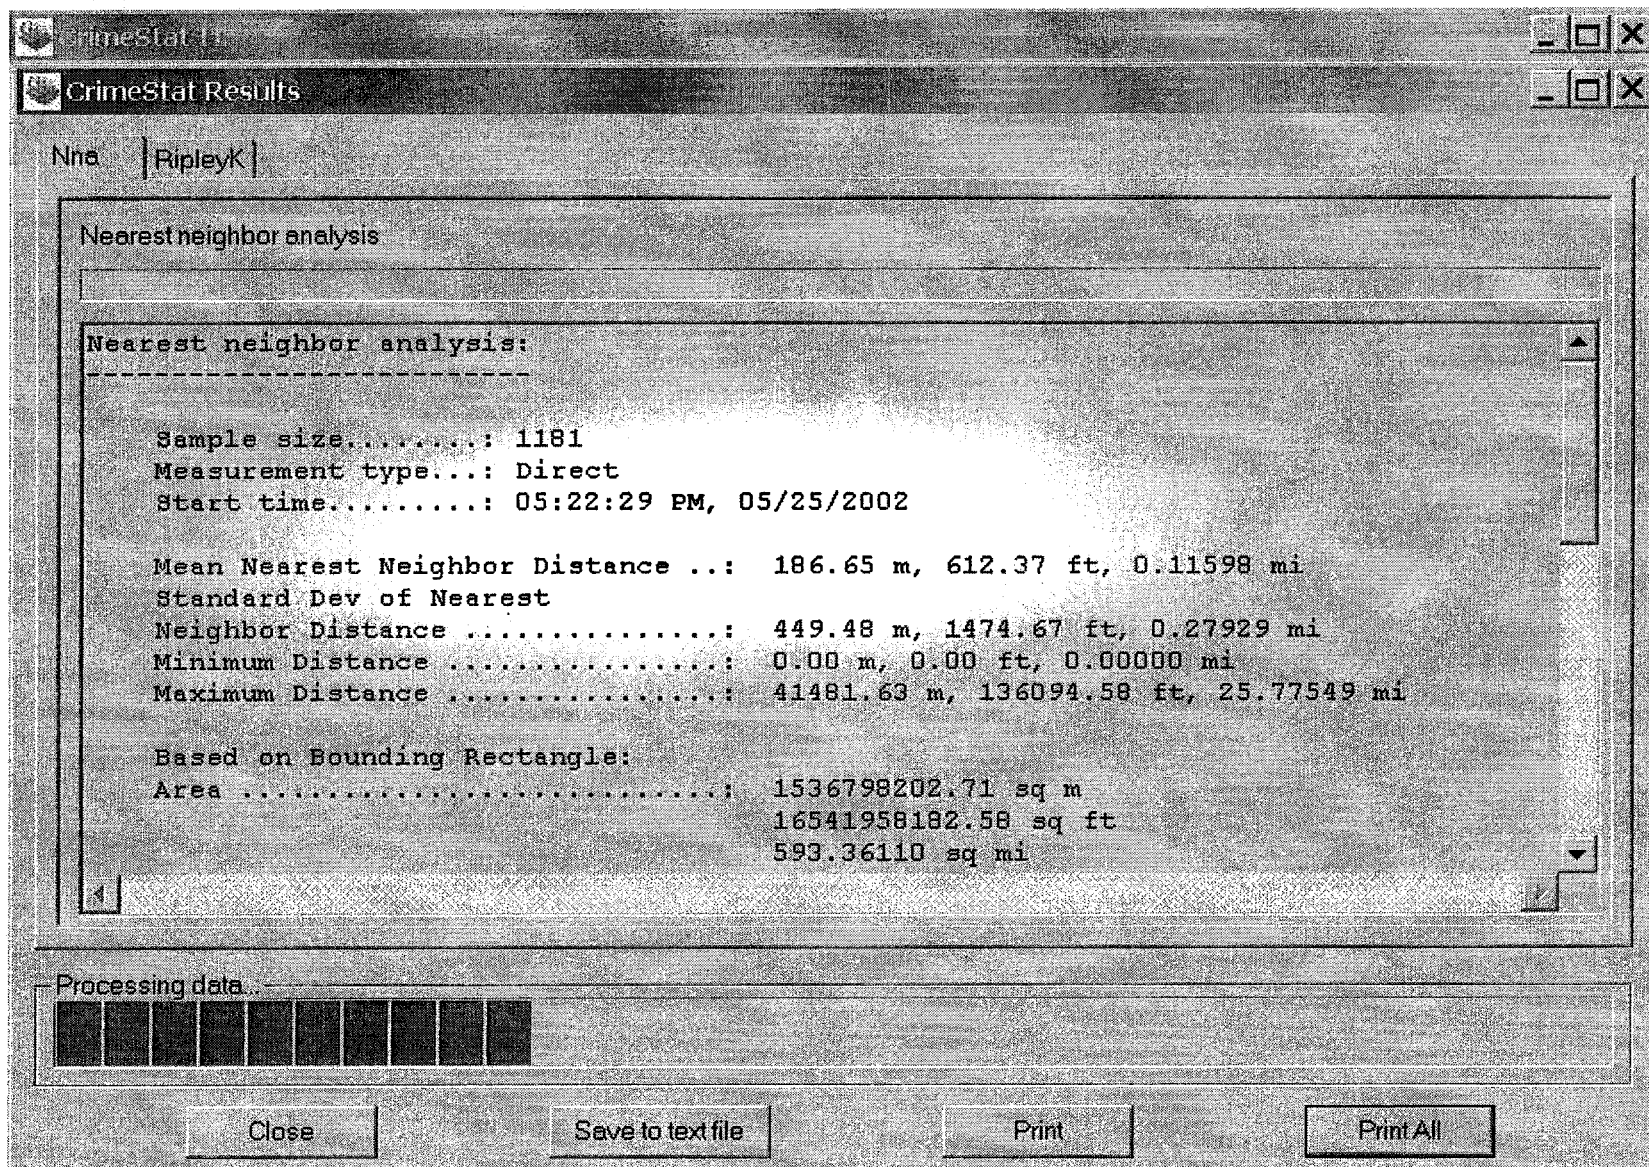 CrimeStat II
CrimeStat Results
Nna RipleyK
Nearest neighbor analysis
Nearest neighbor analysis:
--------------------------
Sample size........: 1181
Measurement type...: Direct
Start time.........: 05:22:29 PM, 05/25/2002
Mean Nearest Neighbor Distance ..: 186.65 m, 612.37 ft, 0.11598 mi
Standard Dev of Nearest
Neighbor Distance ...............: 449.48 m, 1474.67 ft, 0.27929 mi
Minimum Distance ................: 0.00 m, 0.00 ft, 0.00000 mi
Maximum Distance ................: 41481.63 m, 136094.58 ft, 25.77549 mi
Based on Bounding Rectangle:
Area ............................: 1536798202.71 sq m
16541958182.58 sq ft
593.36110 sq mi
Processing data...
Close Save to text file Print Print All